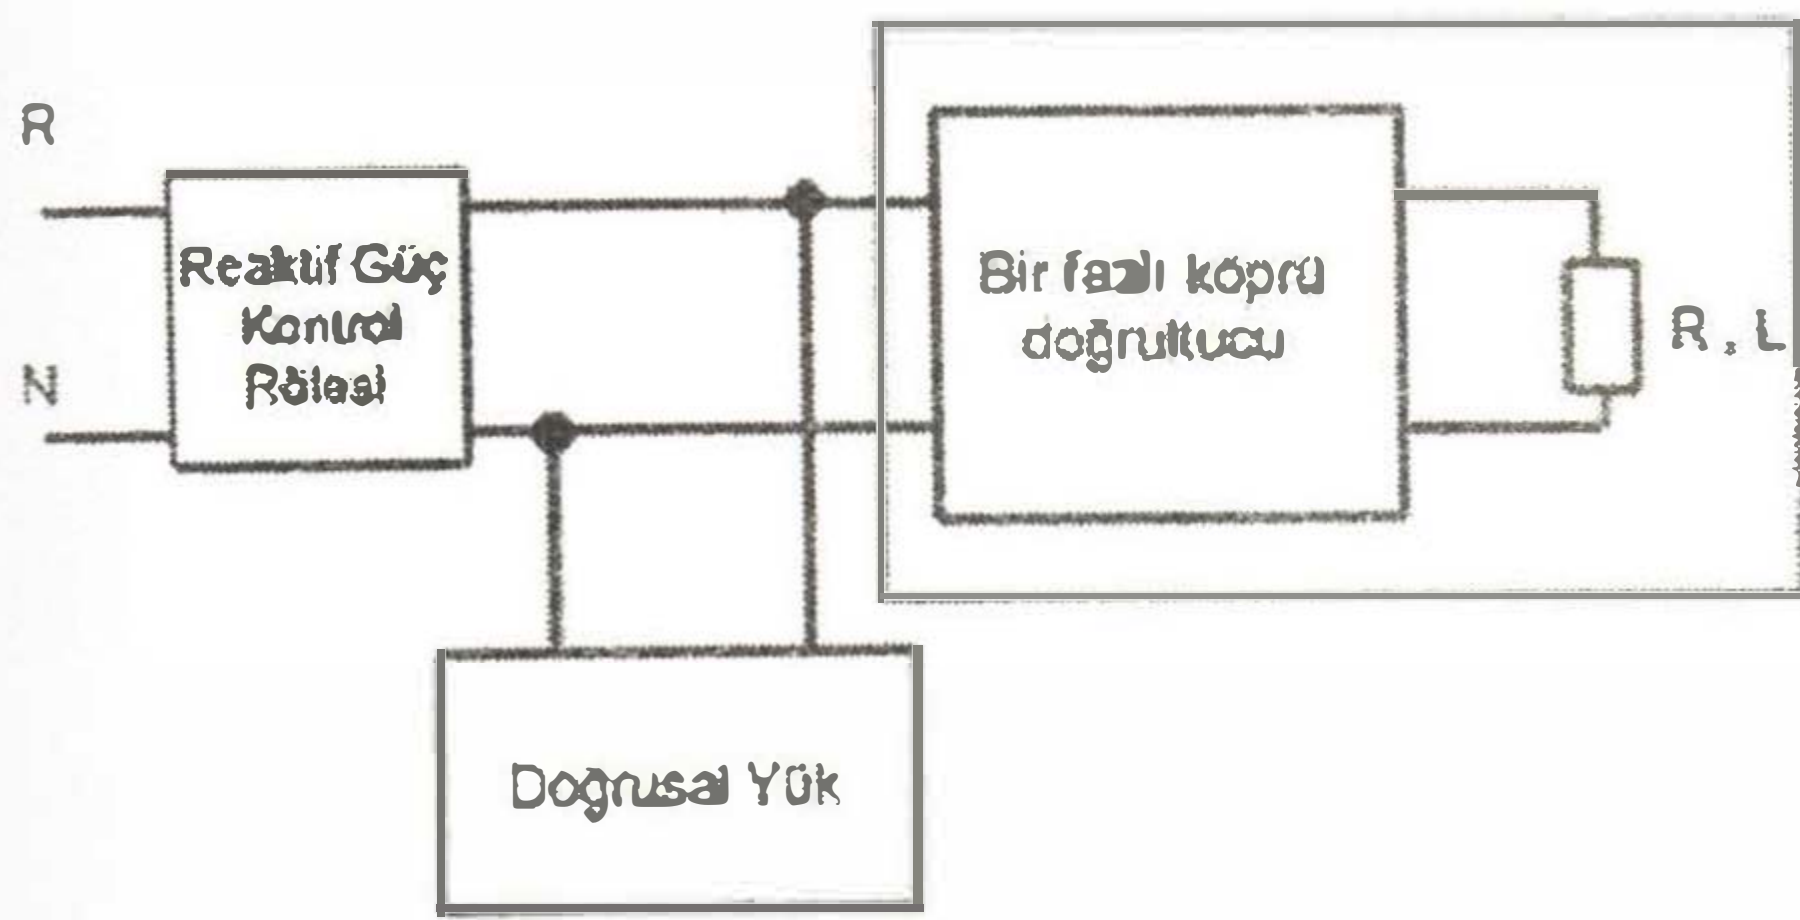 R
N
Reaktif Güç
Kontrol
Rölesi
Bir fazlı köprü
doğrultucu
R , L
Doğrusal Yük